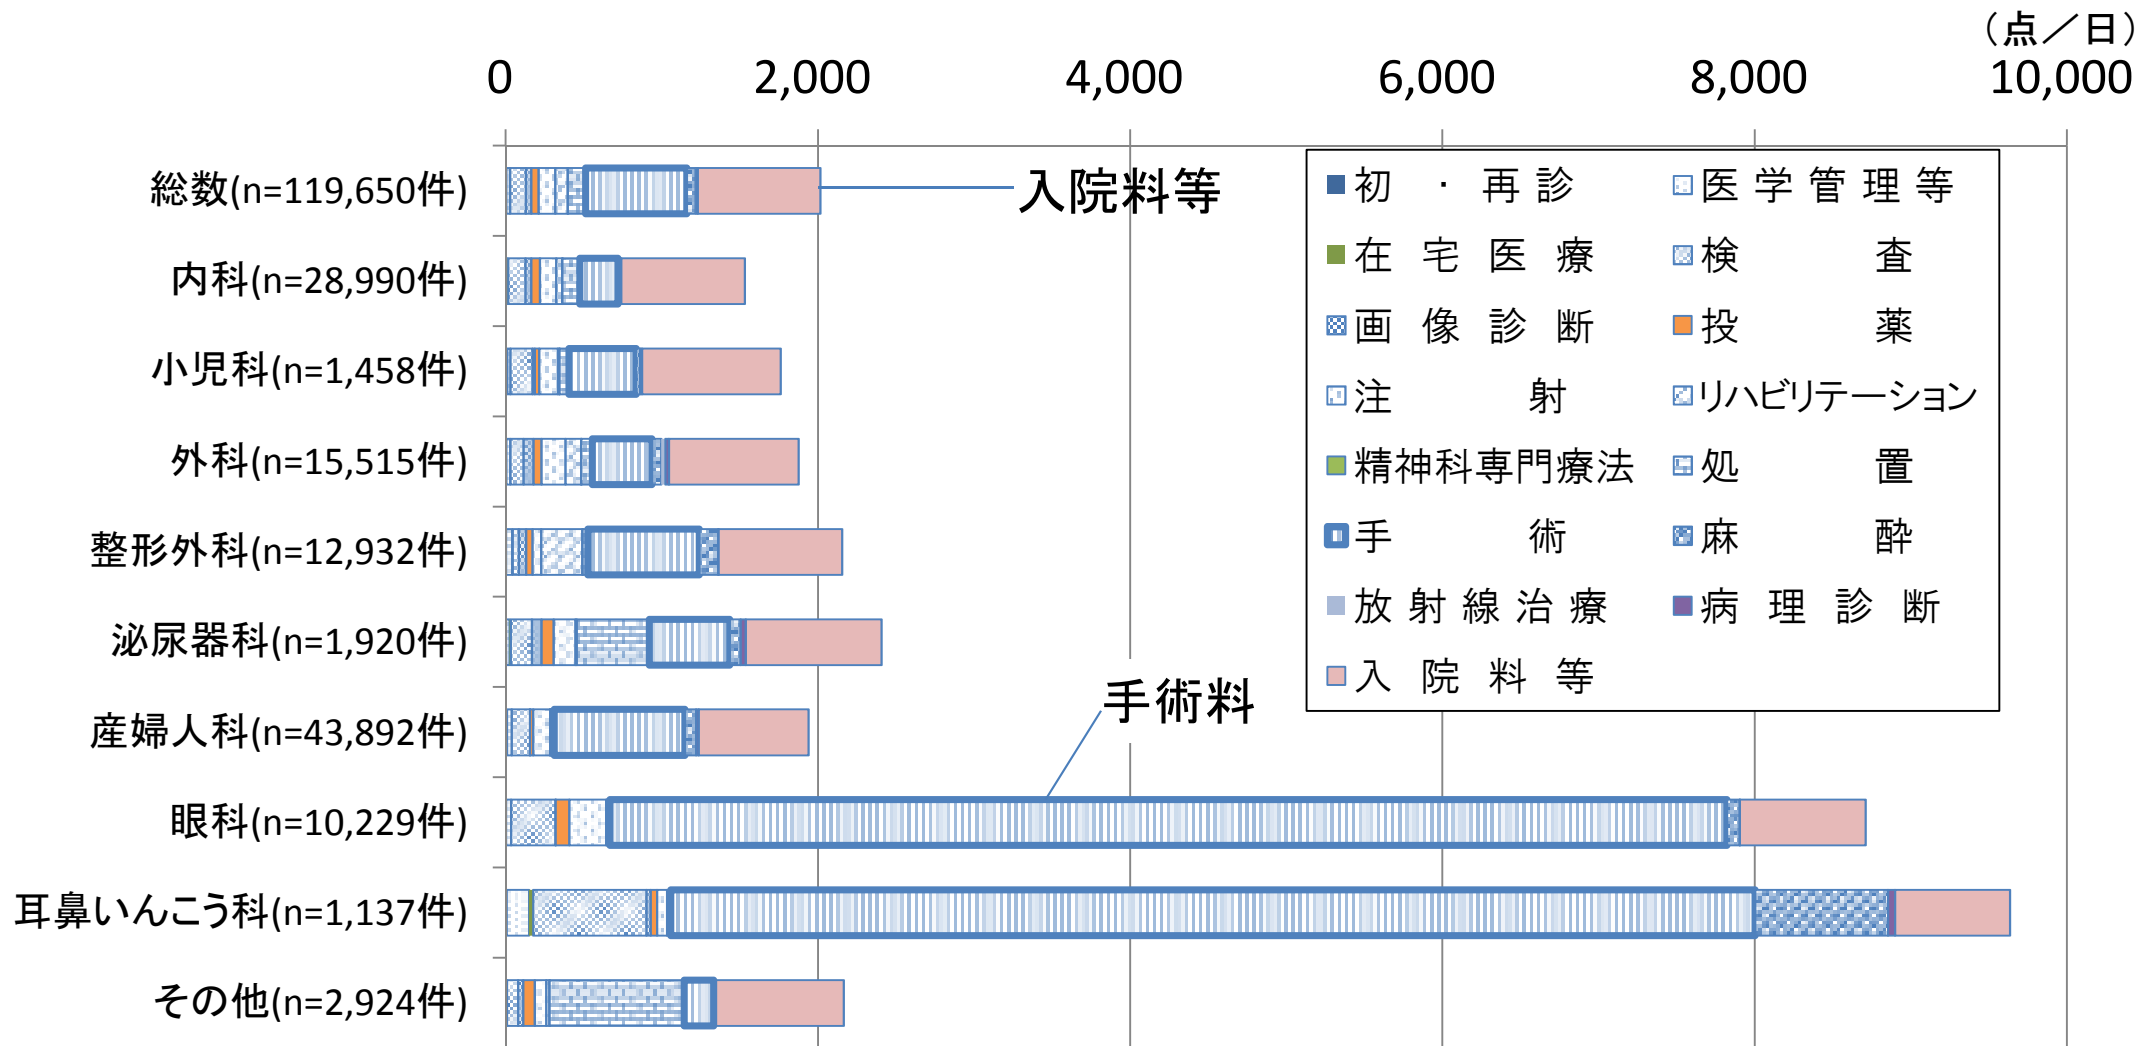 (点／日)
0 2,000 4,000 6,000 8,000 10,000
総数(n=119,650件)
内科(n=28,990件)
小児科(n=1,458件)
外科(n=15,515件)
整形外科(n=12,932件)
泌尿器科(n=1,920件)
産婦人科(n=43,892件)
眼科(n=10,229件)
耳鼻いんこう科(n=1,137件)
その他(n=2,924件)
入院料等
手術料
初・再診 医学管理等
在宅医療 検査
画像診断 投薬
注射 リハビリテーション
精神科専門療法 処置
手術 麻酔
放射線治療 病理診断
入院料等